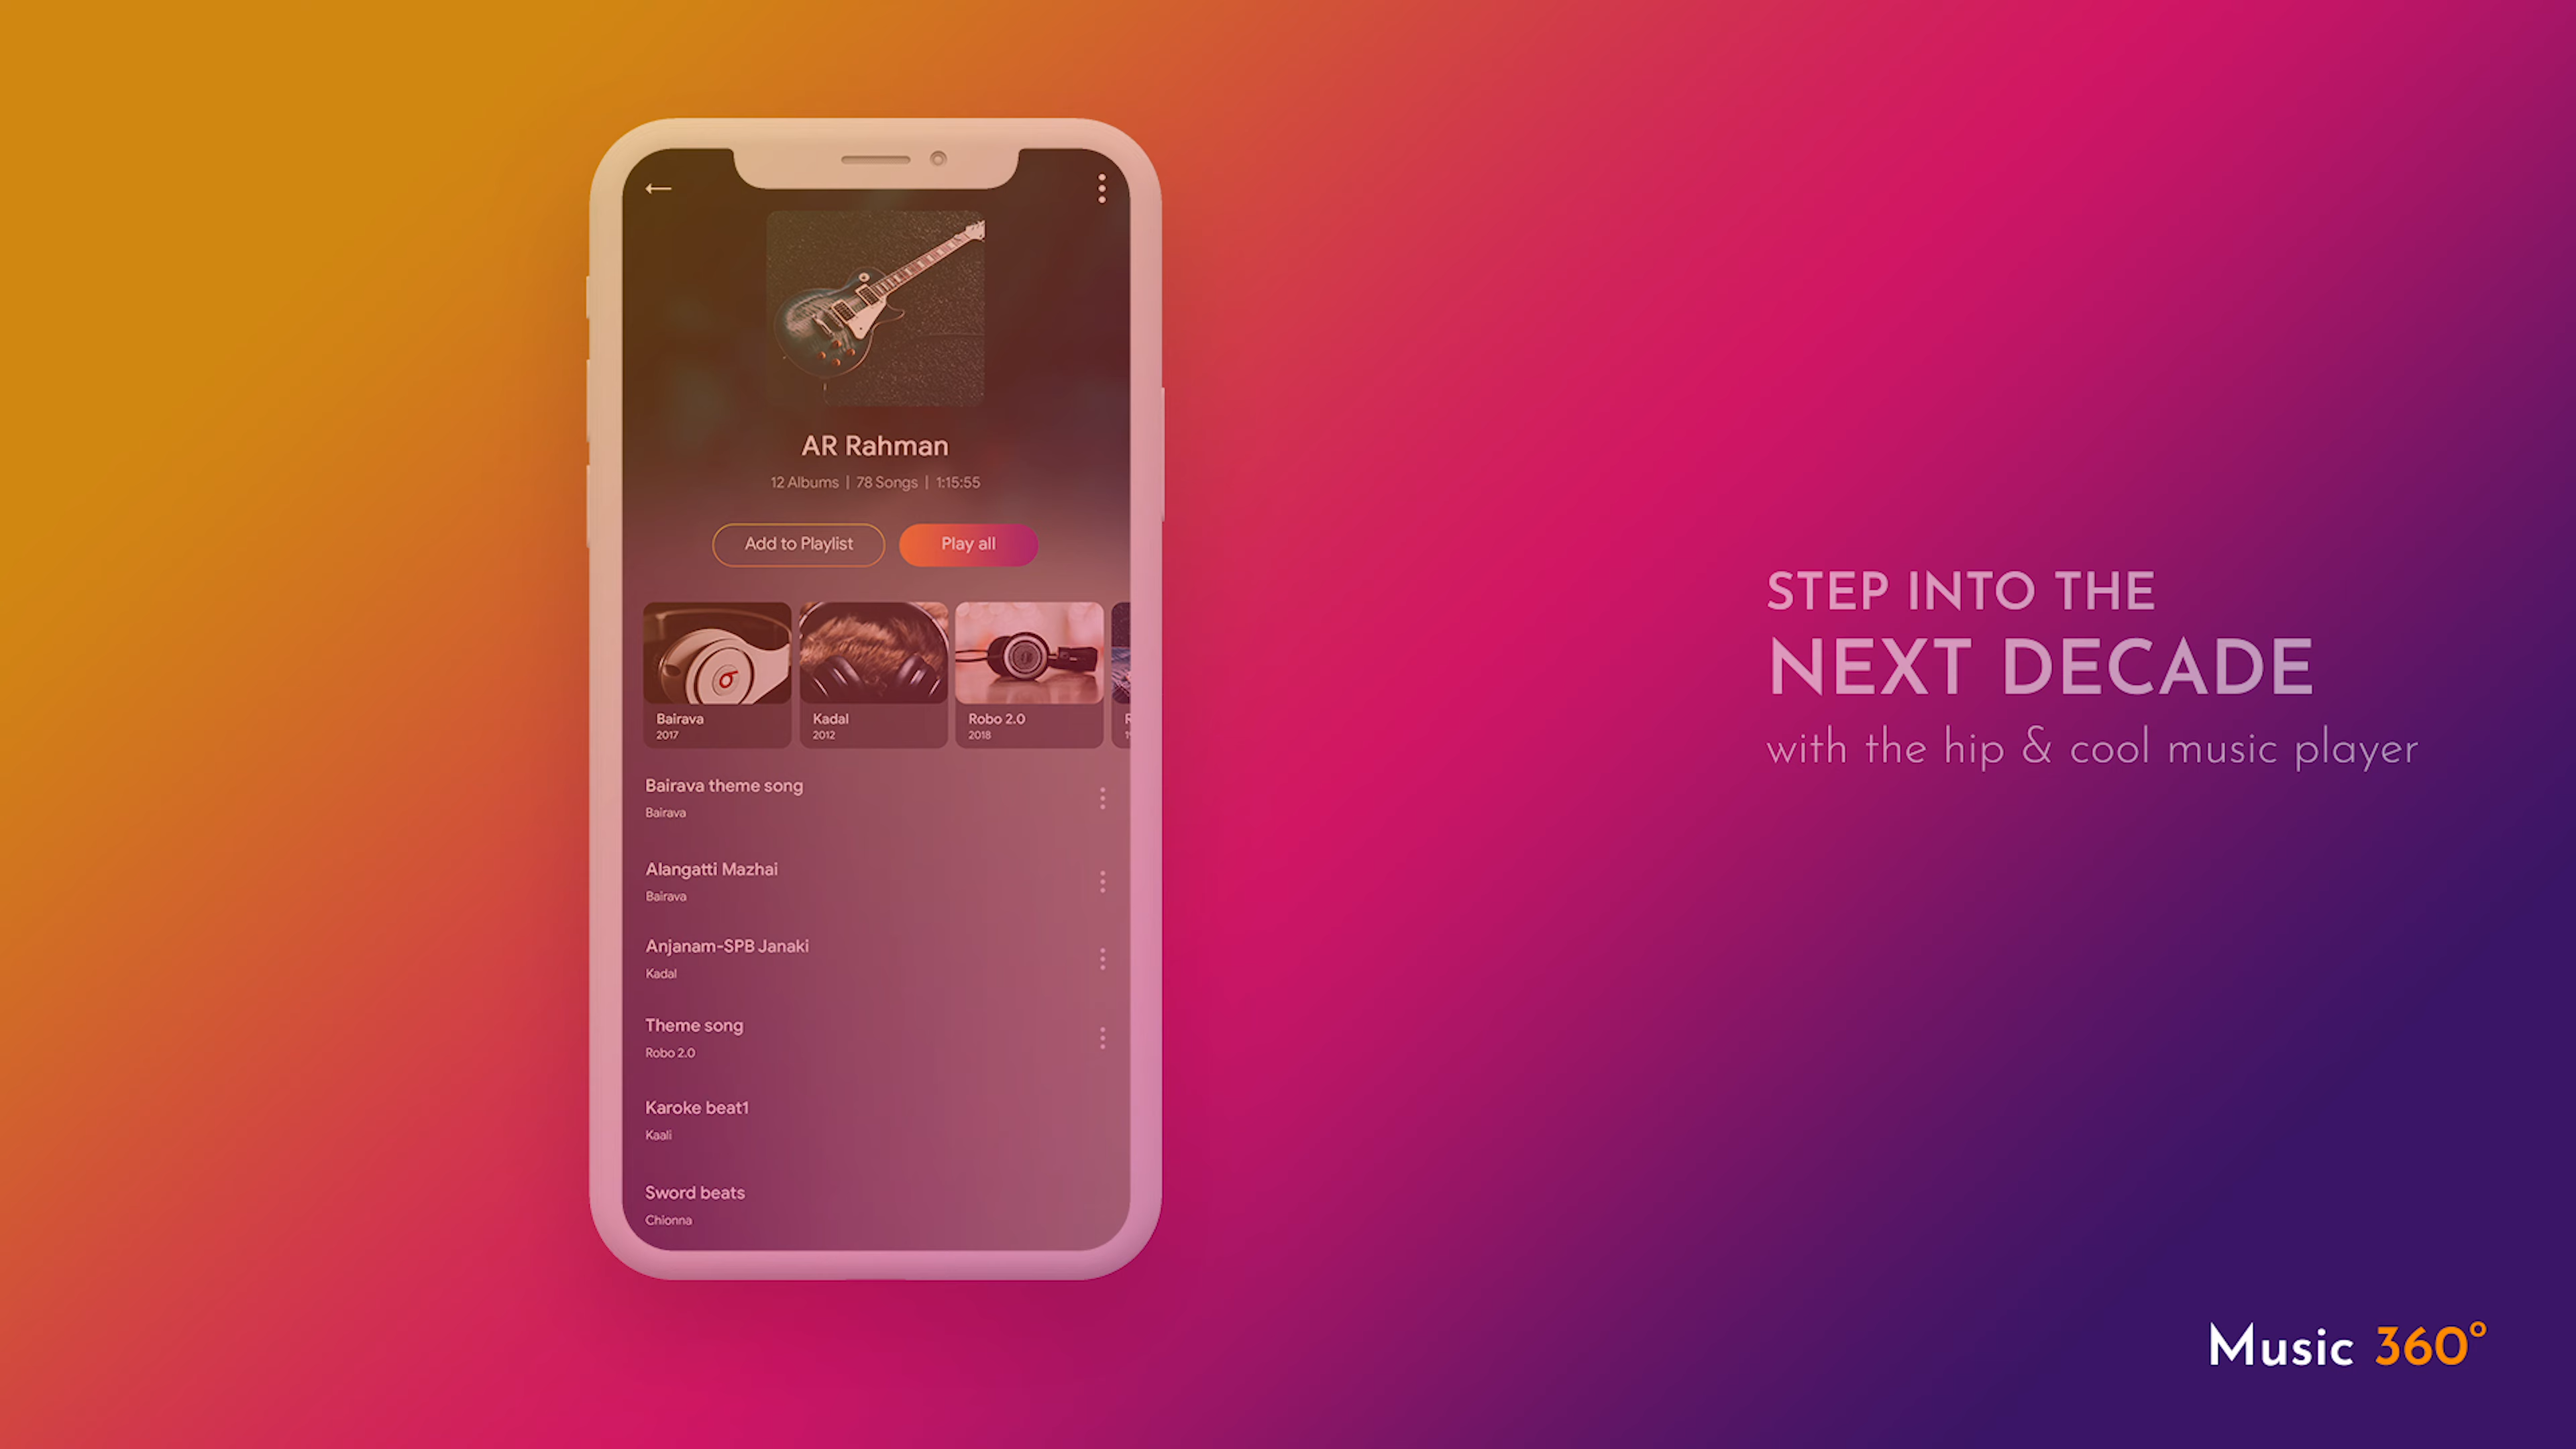 AR Rahman
12 Albums | 78 Songs | 1:15:55
Add to Playlist
Play all
Bairava
2017
Kadal
2012
Robo 2.0
2018
Bairava theme song
Bairava
Alangatti Mazhai
Bairava
Anjanam-SPB Janaki
Kadal
Theme song
Robo 2.0
Karoke beat1
Kaali
Sword beats
Chionna
STEP INTO THE
NEXT DECADE
with the hip & cool music player
Music 360°